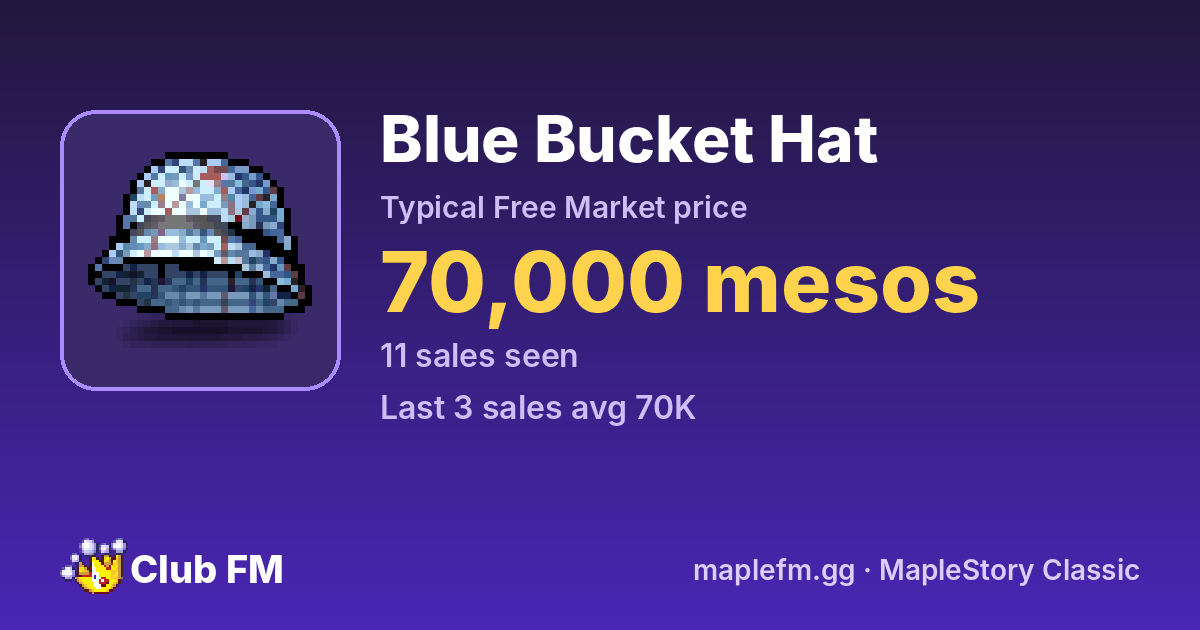 Blue Bucket Hat
Typical Free Market price
70,000 mesos
11 sales seen
Last 3 sales avg 70K
Club FM
maplefm.gg · MapleStory Classic